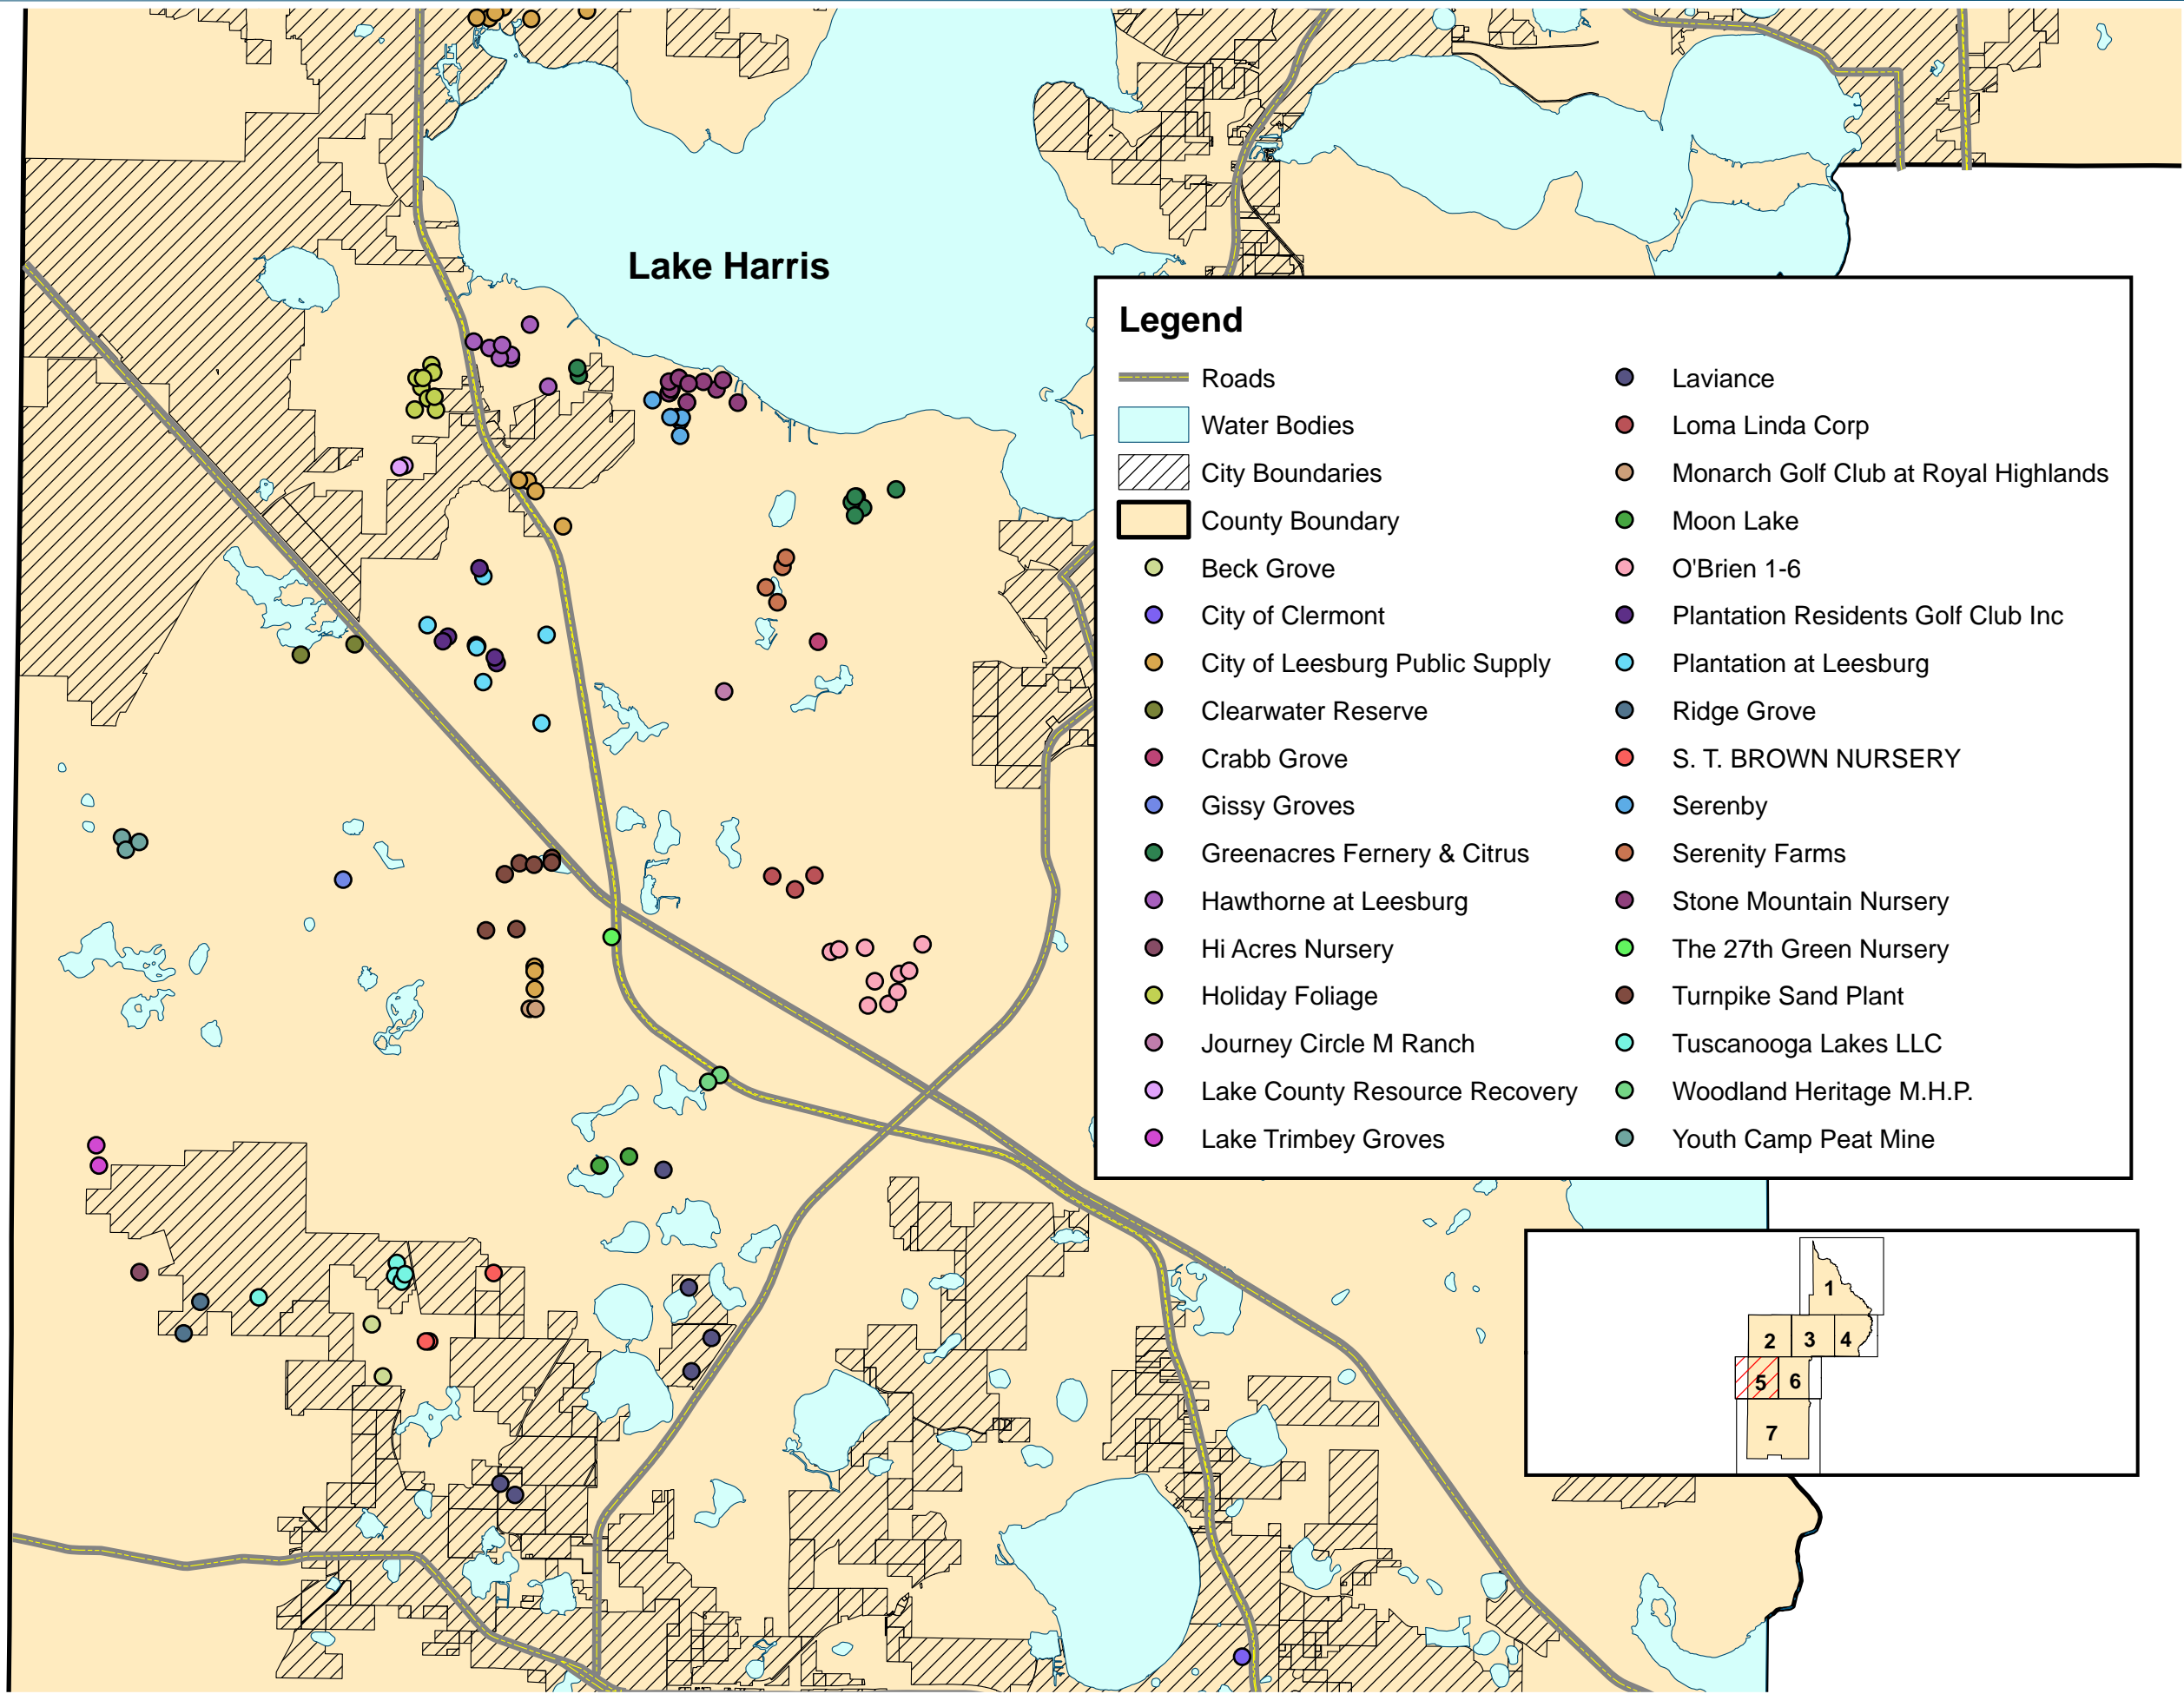 Lake Harris
Legend
Roads
Water Bodies
City Boundaries
County Boundary
Beck Grove
City of Clermont
City of Leesburg Public Supply
Clearwater Reserve
Crabb Grove
Gissy Groves
Greenacres Fernery & Citrus
Hawthorne at Leesburg
Hi Acres Nursery
Holiday Foliage
Journey Circle M Ranch
Lake County Resource Recovery
Lake Trimbey Groves
Laviance
Loma Linda Corp
Monarch Golf Club at Royal Highlands
Moon Lake
O'Brien 1-6
Plantation Residents Golf Club Inc
Plantation at Leesburg
Ridge Grove
S. T. BROWN NURSERY
Serenby
Serenity Farms
Stone Mountain Nursery
The 27th Green Nursery
Turnpike Sand Plant
Tuscanooga Lakes LLC
Woodland Heritage M.H.P.
Youth Camp Peat Mine
1
2 3 4
5 6
7